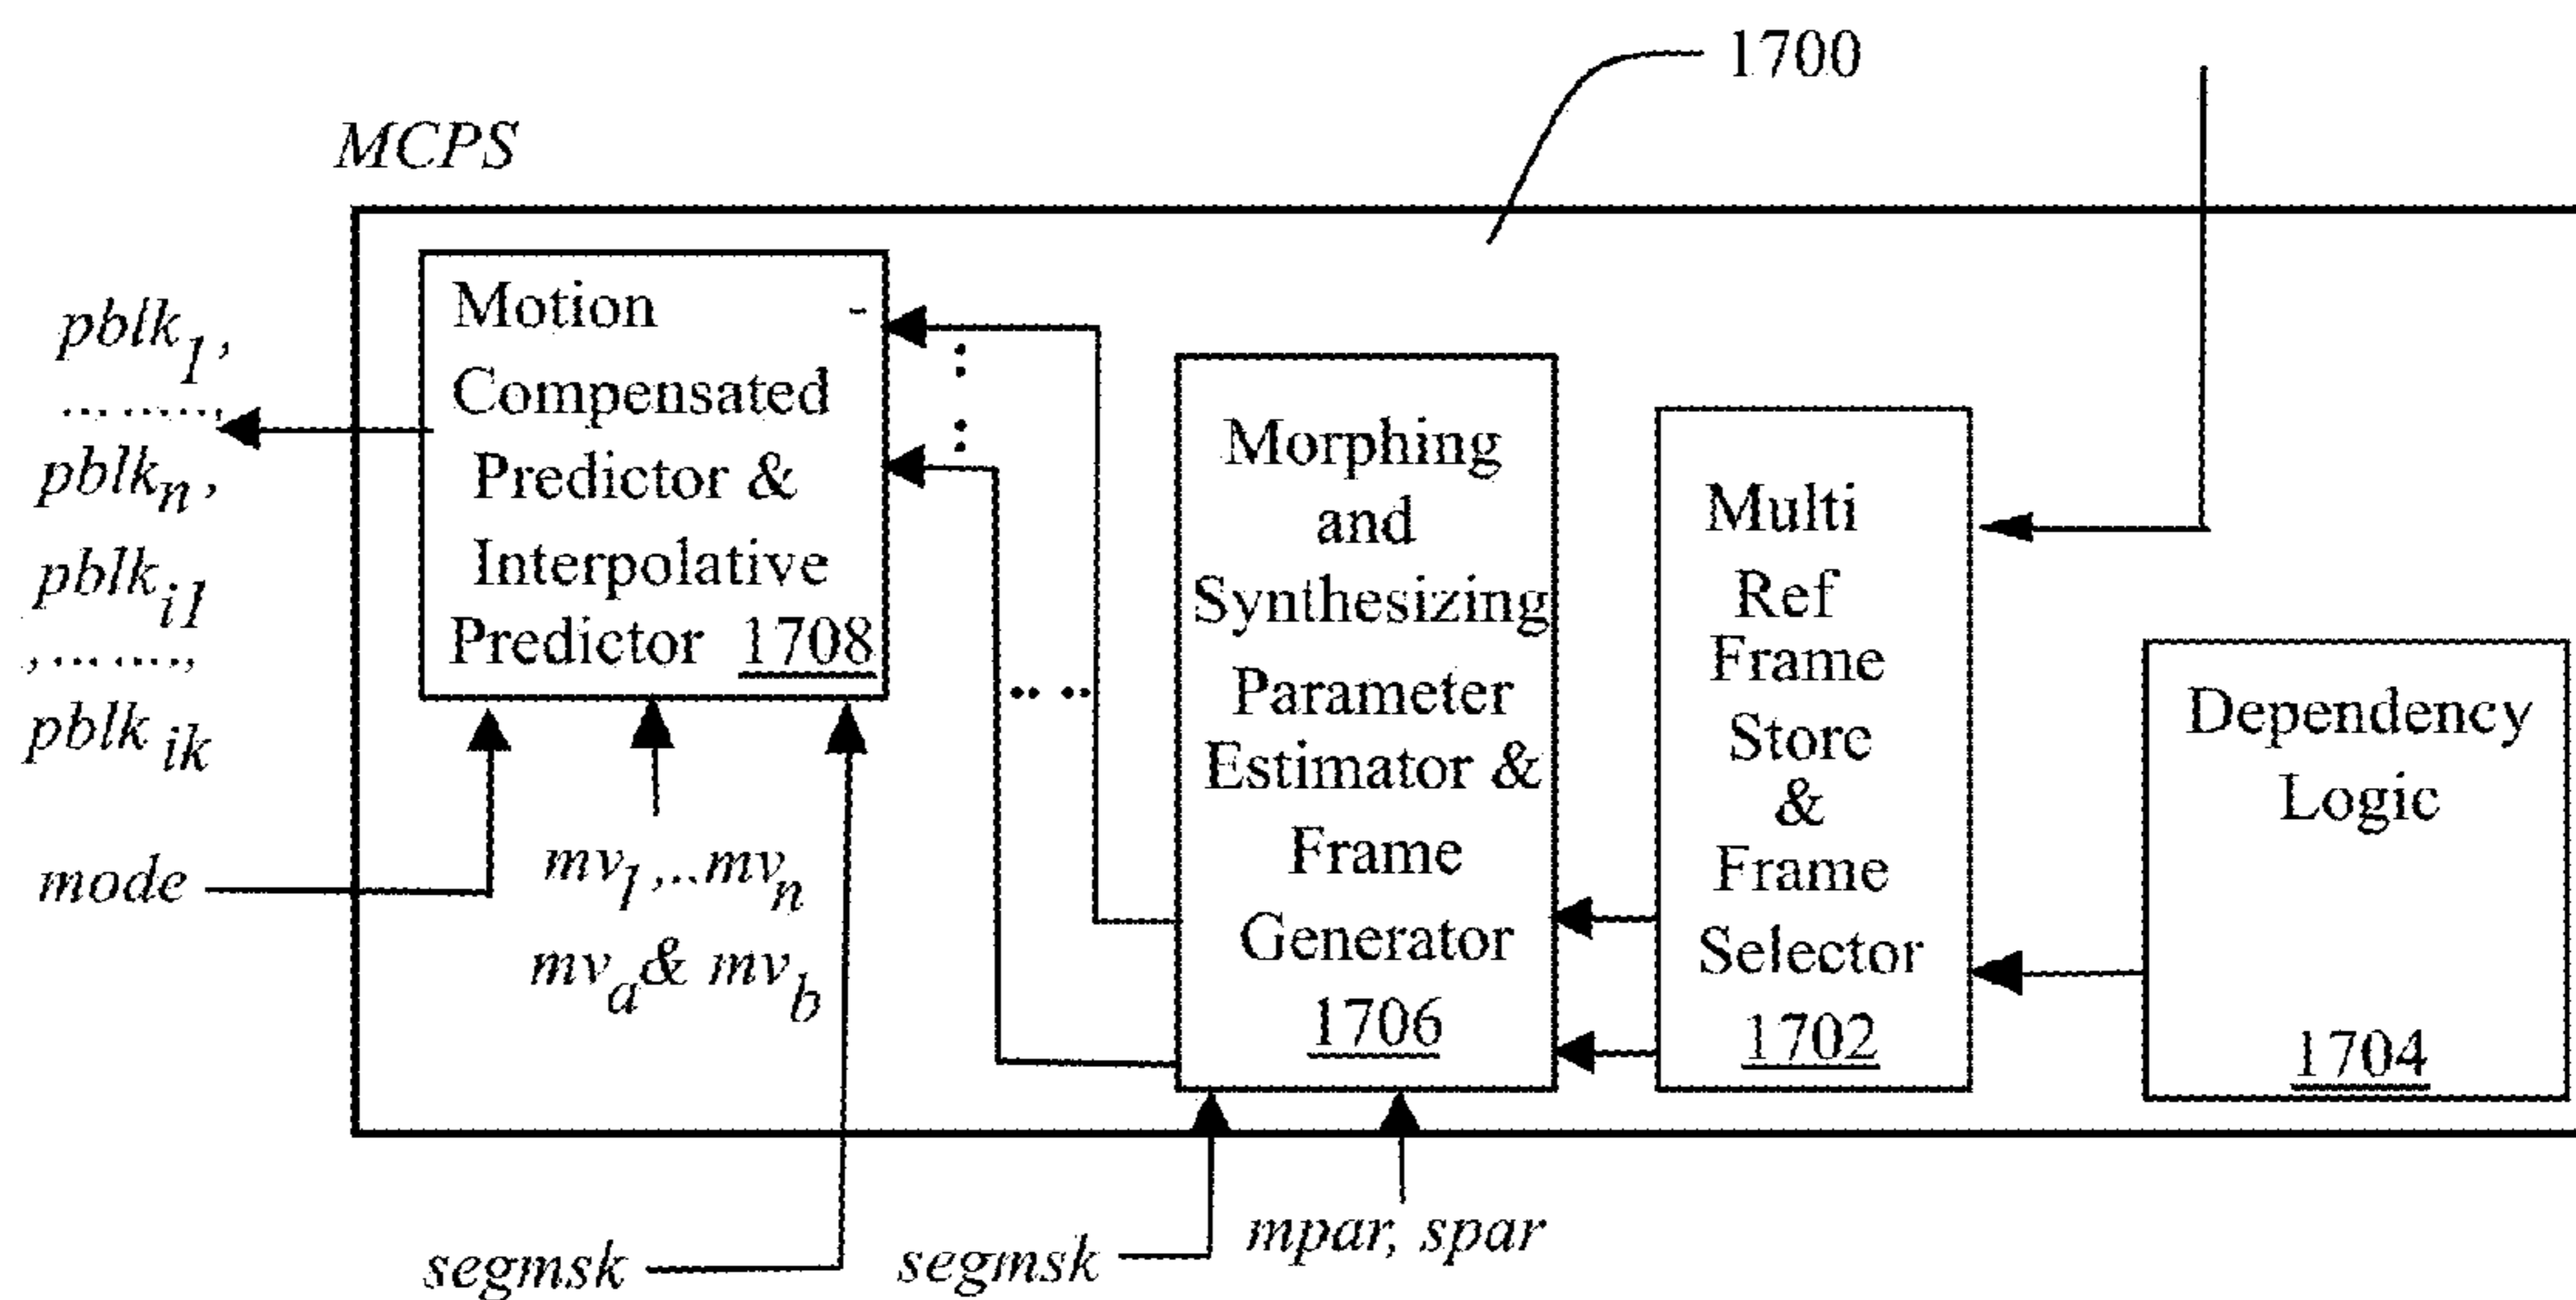 1700
MCPS
pblk1,
.........,
pblkn,
pblki1
,.......,
pblkik
Motion -
Compensated
Predictor &
Interpolative
Predictor 1708
Morphing
and
Synthesizing
Parameter
Estimator &
Frame
Generator
1706
Multi
Ref
Frame
Store
&
Frame
Selector
1702
Dependency
Logic
1704
mode
mv1,..mvn
mva& mvb
segmsk
segmsk
mpar, spar